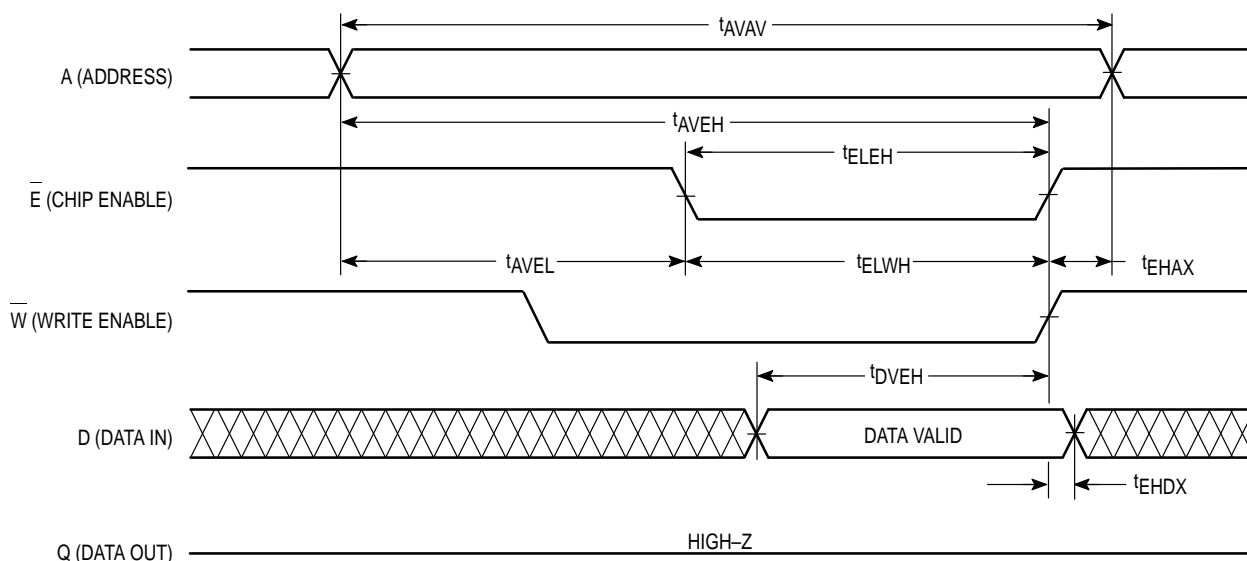 tAVAV
A (ADDRESS)
tAVEH
tELEH
E (CHIP ENABLE)
tAVEL
tELWH
tEHAX
W (WRITE ENABLE)
tDVEH
D (DATA IN)
DATA VALID
tEHDX
HIGH–Z
Q (DATA OUT)